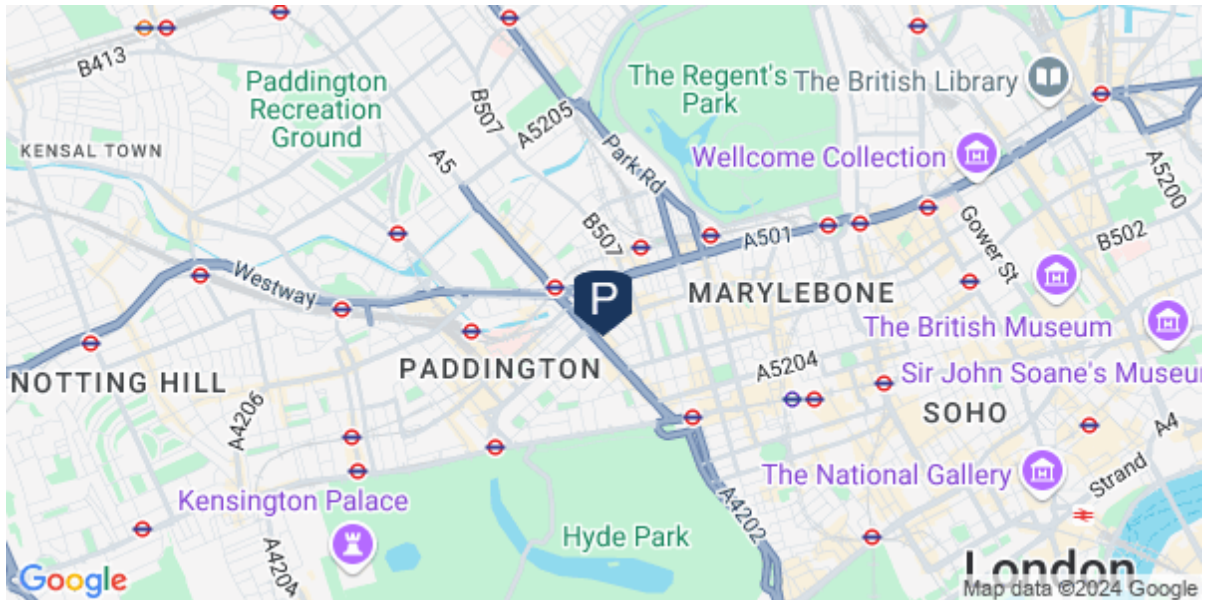 B413
Paddington
Recreation
Ground
B507
A5205
The Regent's
Park
The British Library
KENSAL TOWN
A5
Park Rd
Wellcome Collection
A5200
B507
A501
Gower St
B502
Westway
P
MARYLEBONE
The British Museum
PADDINGTON
A5204
Sir John Soane's Museu
NOTTING HILL
A4206
SOHO
A4
Kensington Palace
The National Gallery
Strand
A4202
Hyde Park
A4204
London
Google
Map data ©2024 Google